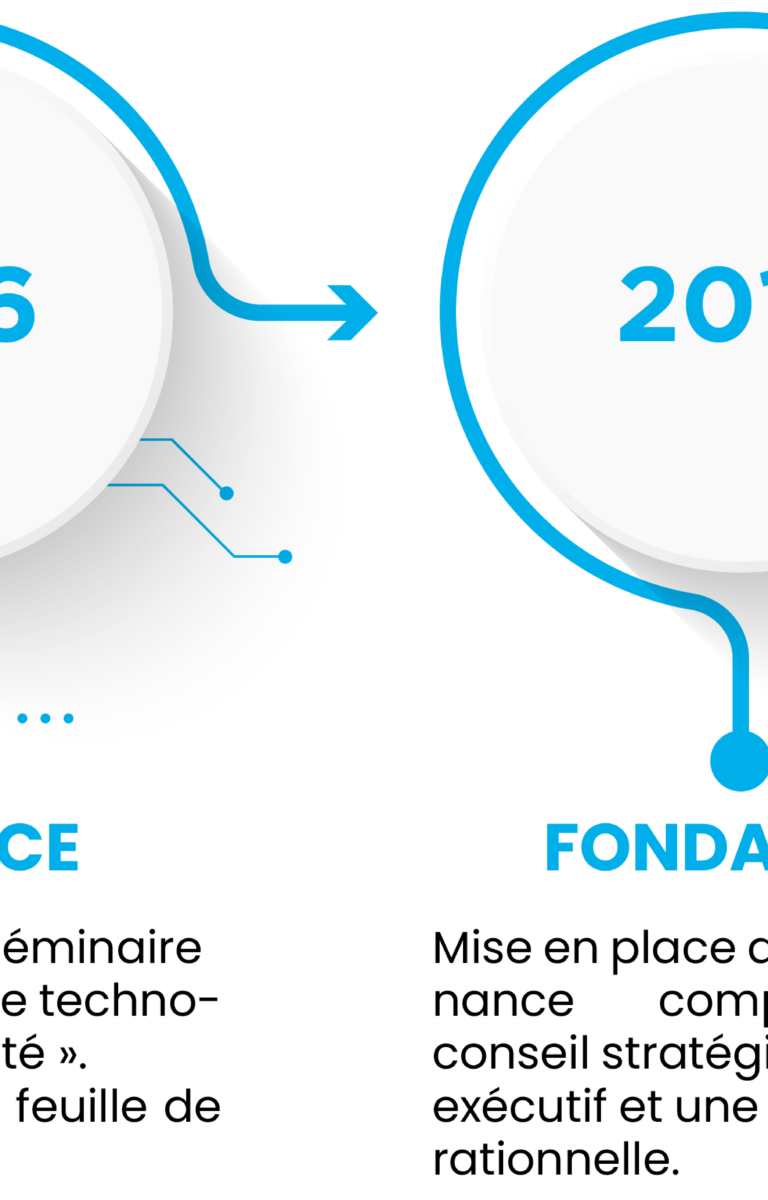 6
CE
éminaire
e techno-
té ».
feuille de
201
FONDA
Mise en place
nance comp
conseil stratégi
exécutif et une
rationnelle.